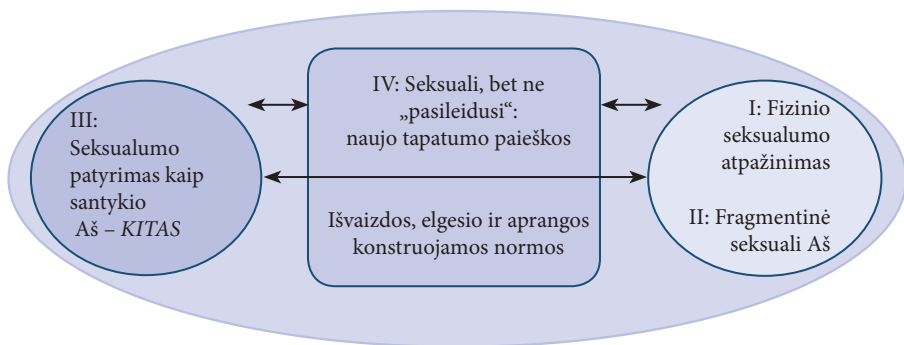 III:
Seksualumo
patyrimas kaip
santykio
Aš – KITAS
IV: Seksuali, bet ne
„pasileidusi“:
naujo tapatumo paieškos
Išvaizdos, elgesio ir aprangos
konstruojamos normos
I: Fizinio
seksualumo
atpažinimas
II: Fragmentinė
seksuali Aš